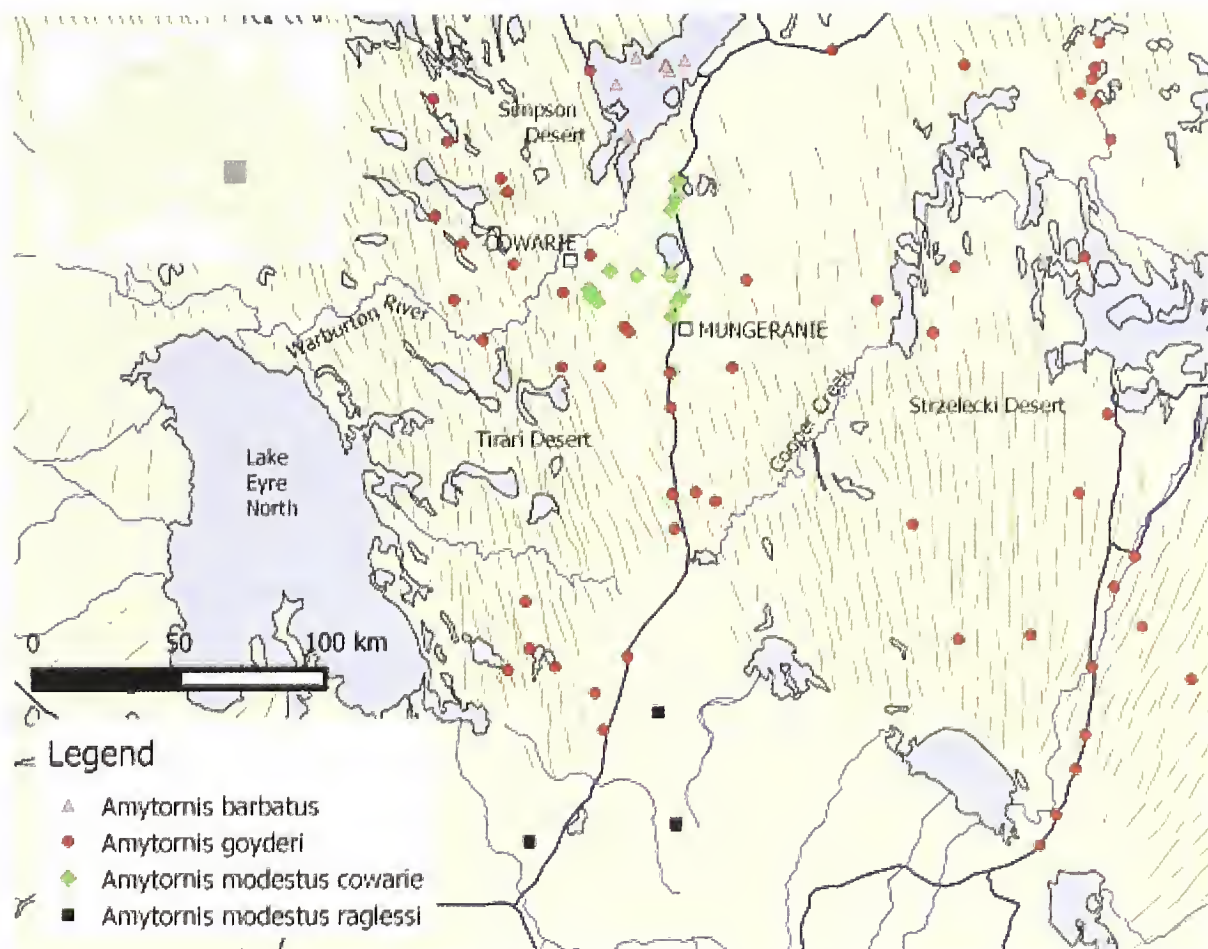 Simpson
Desert
COWARIE
Warburton River
MUNGERANIE
Cooper Creek
Strzelecki Desert
Tirari Desert
Lake
Eyre
North
0 50 100 km
Legend
Amytornis barbatus
Amytornis goyderi
Amytornis modestus cowarie
Amytornis modestus raglessi